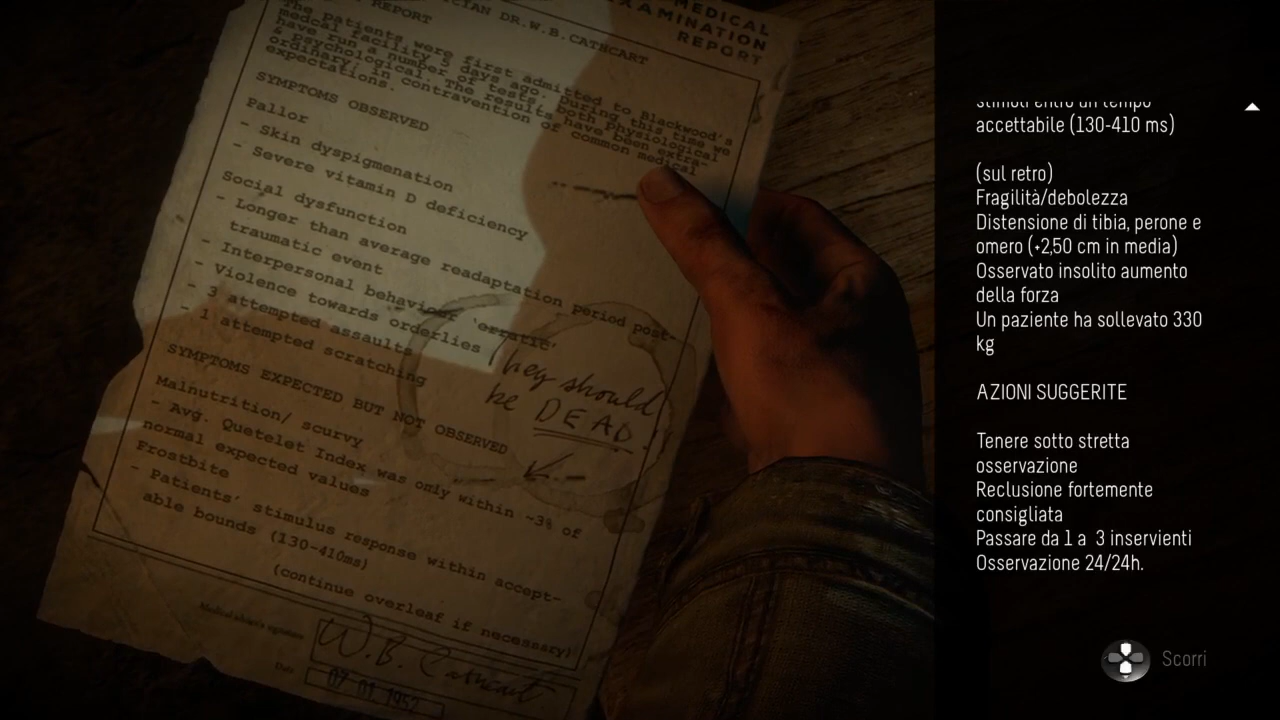 MEDICAL
EXAMINATION
REPORT
DR.W.B.CATHCART
REPORT
The patients were first admitted to Blackwood's
medcal facility 5 days ago. During this time we
have run a number of tests, both physiological
& psychological. The results have been extra-
ordinary, in contravention of common medical
expectations.
SYMPTOMS OBSERVED
Pallor
- Skin dyspigmenation
- Severe vitamin D deficiency
Social dysfunction
- Longer than average readaptation period post-
traumatic event
- Interpersonal behaviour 'erratic'
- Violence towards orderlies
- 3 attempted assaults
- 1 attempted scratching
They should
be DEAD
SYMPTOMS EXPECTED BUT NOT OBSERVED
Malnutrition/ scurvy
- Avg. Quetelet Index was only within ~3% of
normal expected values
Frostbite
- Patients' stimulus response within accept-
able bounds (130-410ms)
(continue overleaf if necessary)
W.B. Cathcart
Date
07 01 1952
stimoli entro un tempo
accettabile (130-410 ms)
(sul retro)
Fragilità/debolezza
Distensione di tibia, perone e
omero (+2,50 cm in media)
Osservato insolito aumento
della forza
Un paziente ha sollevato 330
kg
AZIONI SUGGERITE
Tenere sotto stretta
osservazione
Reclusione fortemente
consigliata
Passare da 1 a 3 inservienti
Osservazione 24/24h.
Scorri